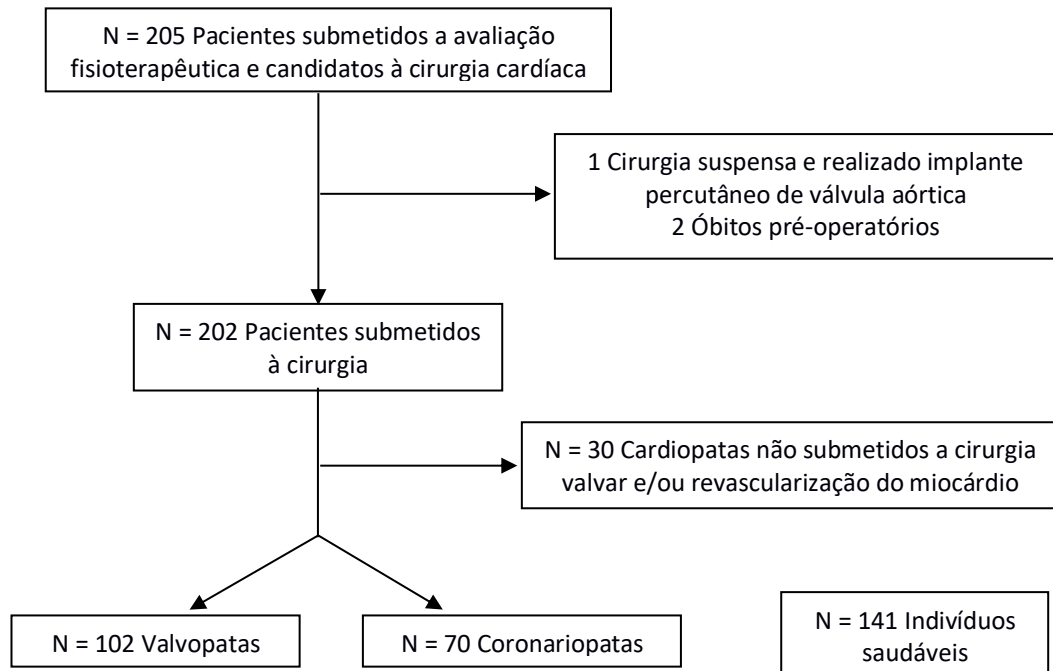 N = 205 Pacientes submetidos a avaliação
fisioterapêutica e candidatos à cirurgia cardíaca
1 Cirurgia suspensa e realizado implante
percutâneo de válvula aórtica
2 Óbitos pré-operatórios
N = 202 Pacientes submetidos
à cirurgia
N = 30 Cardiopatas não submetidos a cirurgia
valvar e/ou revascularização do miocárdio
N = 102 Valvopatas
N = 70 Coronariopatas
N = 141 Indivíduos
saudáveis